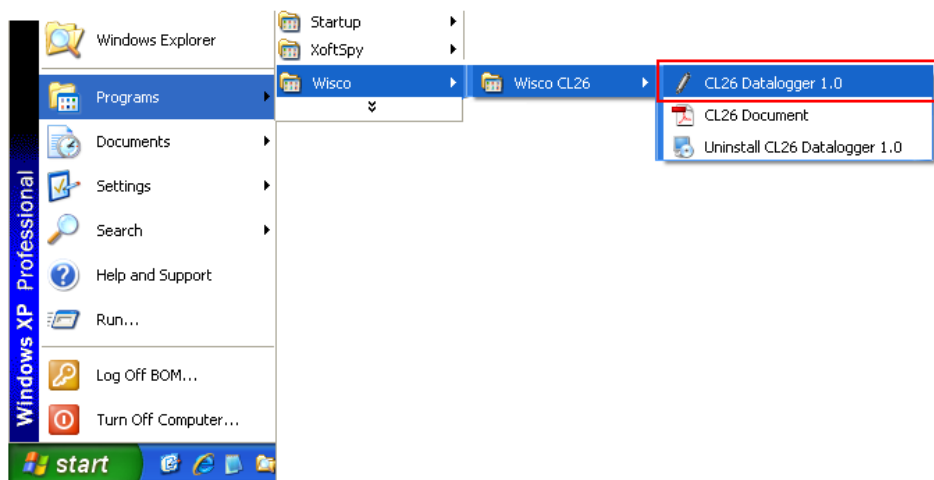 Windows XP Professional
Windows Explorer
Programs
Documents
Settings
Search
Help and Support
Run...
Log Off BOM...
Turn Off Computer...
start
Startup
XoftSpy
Wisco
Wisco CL26
CL26 Datalogger 1.0
CL26 Document
Uninstall CL26 Datalogger 1.0